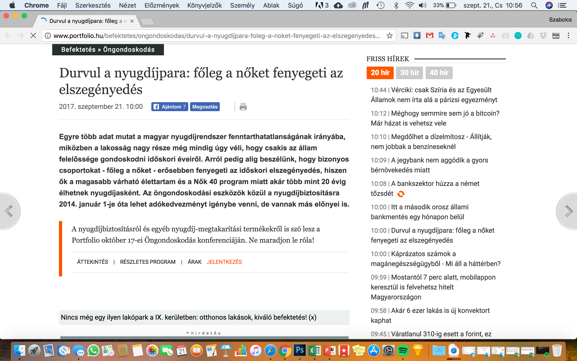 Chrome Fájl Szerkesztés Nézet Előzmények Könyvjelzők Személy Ablak Súgó 33% szept. 21., Cs 10:56
Durvul a nyugdíjpara: főleg a n
Szabolcs
www.portfolio.hu/befektetes/ongondoskodas/durvul-a-nyugdijpara-foleg-a-noket-fenyegeti-az-elszegenyedes...
Befektetés » Öngondoskodás
Durvul a nyugdíjpara: főleg a nőket fenyegeti az
elszegényedés
2017. szeptember 21. 10:00 Ajánlom 7 Megosztás
Egyre több adat mutat a magyar nyugdíjrendszer fenntarthatatlanságának irányába,
miközben a lakosság nagy része még mindig úgy véli, hogy csakis az állam
felelőssége gondoskodni időskori éveiről. Arról pedig alig beszélünk, hogy bizonyos
csoportokat - főleg a nőket - erősebben fenyegeti az időskori elszegényedés, hiszen
ők a magasabb várható élettartam és a Nők 40 program miatt akár több mint 20 évig
élhetnek nyugdíjasként. Az öngondoskodási eszközök közül a nyugdíjbiztosításra
2014. január 1-je óta lehet adókedvezményt igénybe venni, de vannak más előnyei is.
A nyugdíjbiztosításról és egyéb nyugdíj-megtakarítási termékekről is szó lesz a
Portfolio október 17-ei Öngondoskodás konferenciáján. Ne maradjon le róla!
ÁTTEKINTÉS | RÉSZLETES PROGRAM | ÁRAK JELENTKEZÉS
Nincs még egy ilyen lakópark a IX. kerületben: otthonos lakások, kiváló befektetés! (x)
hirdetés
FRISS HÍREK
20 hír 30 hír 40 hír
10:44 | Vérciki: csak Szíria és az Egyesült
Államok nem írta alá a párizsi egyezményt
10:12 | Méghogy semmire sem jó a bitcoin?
Már házat is vehetsz vele
10:10 | Megdőlhet a dízelmítosz - Állítják,
nem jobbak a benzineseknél
10:09 | A jegybank nem aggódik a gyors
bérnövekedés miatt
10:08 | A bankszektor húzza a német
tőzsdét
10:00 | Itt a második orosz állami
bankmentés egy hónapon belül
10:00 | Durvul a nyugdíjpara: főleg a nőket
fenyegeti az elszegényedés
10:00 | Káprázatos számok a
magánegészségügyből - Mi áll a háttérben?
09:59 | Mostantól 7 perc alatt, mobilappon
keresztül is felvehetsz hitelt
Magyarországon
09:58 | Akár 6 ezer lakás is új konvektort
kaphat
09:45 | Váratlanul 310-ig esett a forint, ez